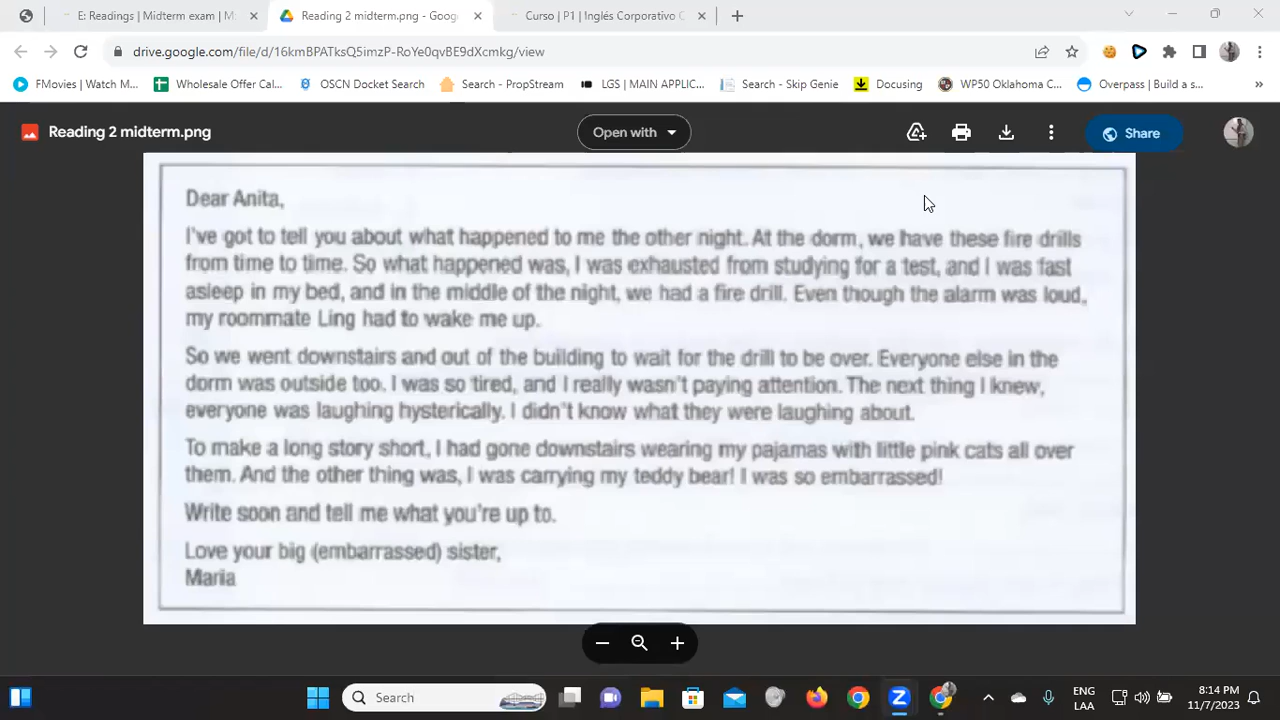 E: Readings | Midterm exam | M
Reading 2 midterm.png - Goog
Curso | P1 | Inglés Corporativo C
drive.google.com/file/d/16kmBPATksQ5imzP-RoYe0qvBE9dXcmkg/view
FMovies | Watch M...
Wholesale Offer Cal...
OSCN Docket Search
Search - PropStream
LGS | MAIN APPLIC...
Search - Skip Genie
Docusing
WP50 Oklahoma C...
Overpass | Build a s...
»
Reading 2 midterm.png
Open with
Share
Dear Anita,
I've got to tell you about what happened to me the other night. At the dorm, we have these fire drills
from time to time. So what happened was, I was exhausted from studying for a test, and I was fast
asleep in my bed, and in the middle of the night, we had a fire drill. Even though the alarm was loud,
my roommate Ling had to wake me up.
So we went downstairs and out of the building to wait for the drill to be over. Everyone else in the
dorm was outside too. I was so tired, and I really wasn't paying attention. The next thing I knew,
everyone was laughing hysterically. I didn't know what they were laughing about.
To make a long story short, I had gone downstairs wearing my pajamas with little pink cats all over
them. And the other thing was, I was carrying my teddy bear! I was so embarrassed!
Write soon and tell me what you're up to.
Love your big (embarrassed) sister,
Maria
Search
ENG
LAA
8:14 PM
11/7/2023